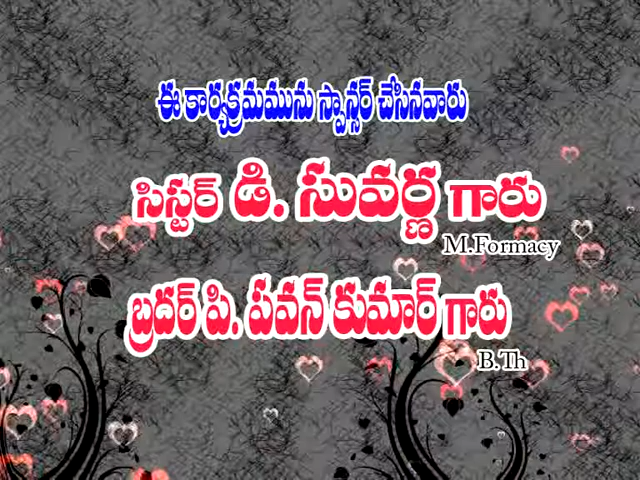 ఈ కార్యక్రమమును స్పాన్సర్ చేసినవారు
సిస్టర్ డి. సువర్ణ గారు
M.Formacy
బ్రదర్ పి. పవన్ కుమార్ గారు
B.Th